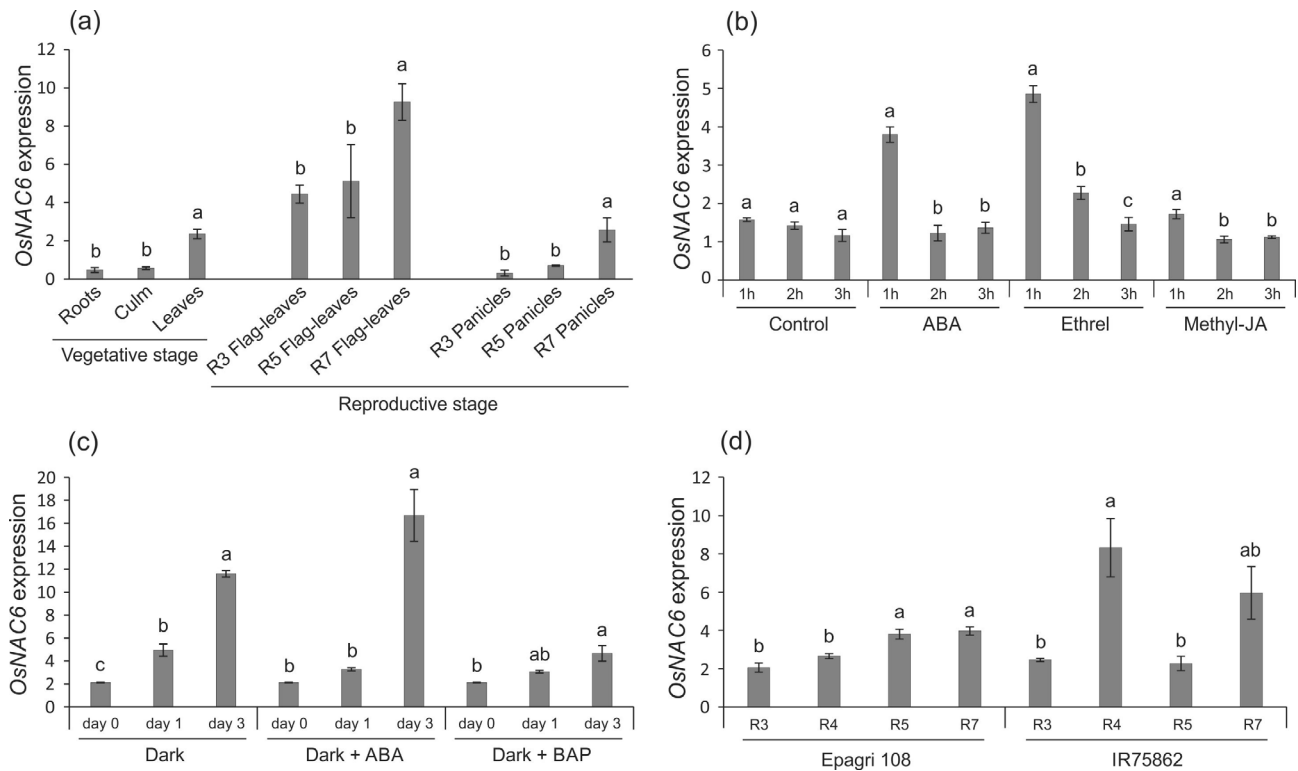 (a)
OsNAC6 expression
12
10
8
6
4
2
0
b b a b b a b b a
Roots
Culm
Leaves
R3 Flag-leaves
R5 Flag-leaves
R7 Flag-leaves
R3 Panicles
R5 Panicles
R7 Panicles
Vegetative stage
Reproductive stage
(b)
OsNAC6 expression
6
5
4
3
2
1
0
a a a a b b a b c a b b
1h 2h 3h 1h 2h 3h 1h 2h 3h 1h 2h 3h
Control ABA Ethrel Methyl-JA
(c)
OsNAC6 expression
20
18
16
14
12
10
8
6
4
2
0
c b a b b a b ab a
day 0 day 1 day 3 day 0 day 1 day 3 day 0 day 1 day 3
Dark Dark + ABA Dark + BAP
(d)
OsNAC6 expression
12
10
8
6
4
2
0
b b a a b a b ab
R3 R4 R5 R7 R3 R4 R5 R7
Epagri 108 IR75862